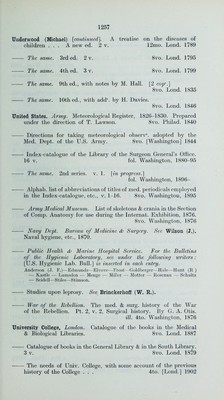 1257
Underwood (Michael) [continued]. A treatise on the diseases of
children . . . A new ed. 2 v. 12mo. Lond. 1789
—— The same. 3rd ed. 2 v. 8vo. Lond. 1795
—— The same. 4th ed. 3 v. 8vo. Lond. 1799
—— The same. 9th ed., with notes by M. Hall. [2 copy.]
8vo. Lond. 1835
—— The same. 10th ed., with addns. by H. Davies.
8vo. Lond. 1846
United States. Army. Meteorological Register, 1826-1830. Prepared
under the direction of T. Lawson. 8vo. Philad. 1840
—— Directions for taking meteorological observns. adopted by the
Med. Dept. of the U.S. Army. 8vo. [Washington] 1844
—— Index-catalogue of the Library of the Surgeon General's Office.
16 v. fol. Washington, 1880-95
—— The same. 2nd series. v. 1. [in progress.]
fol. Washington, 1896-
—— Alphab. list of abbreviations of titles of med. periodicals employed
in the Index-catalogue, etc., v. 1-16. 8vo. Washington, 1895
—— Army Medical Museum. List of skeletons & crania in the Section
of Comp. Anatomy for use during the Internat. Exhibition, 1876.
8vo. Washington, 1876
—— Navy Dept. Bureau of Medicine & Surgery. See Wilson (J.),
Naval hygiene, etc., 1870.
—— Public Health & Marine Hospital Service. For the Bulletins
of the Hygienic Laboratory, see under the following writers:
[U.S. Hygienic Lab. Bull.] is inserted in each entry.
Anderson (J. F.)—Edmunds—Elvove—Frost—Goldberger—Hale—Hunt (R.)
—Kastle—Lumsden—Menge—Miller—Motter—Rosenau—Schultz
—Seidell—Stiles—Stimson.
—— Studies upon leprosy. See Brinckerhoff (W. R.).
—— War of the Rebellion. The med. & surg. history of the War
of the Rebellion. Pt. 2, v. 2, Surgical history. By G. A. Otis.
ill. 4to. Washington, 1876
University College, London. Catalogue of the books in the Medical
& Biological Library. 8vo. Lond. 1887
—— Catalogue of books in the General Library & in the South Library.
3 v. 8vo. Lond. 1879
—— The needs of Univ. College, with some account of the previous
history of the College . . . 4to. [Lond.] 1902